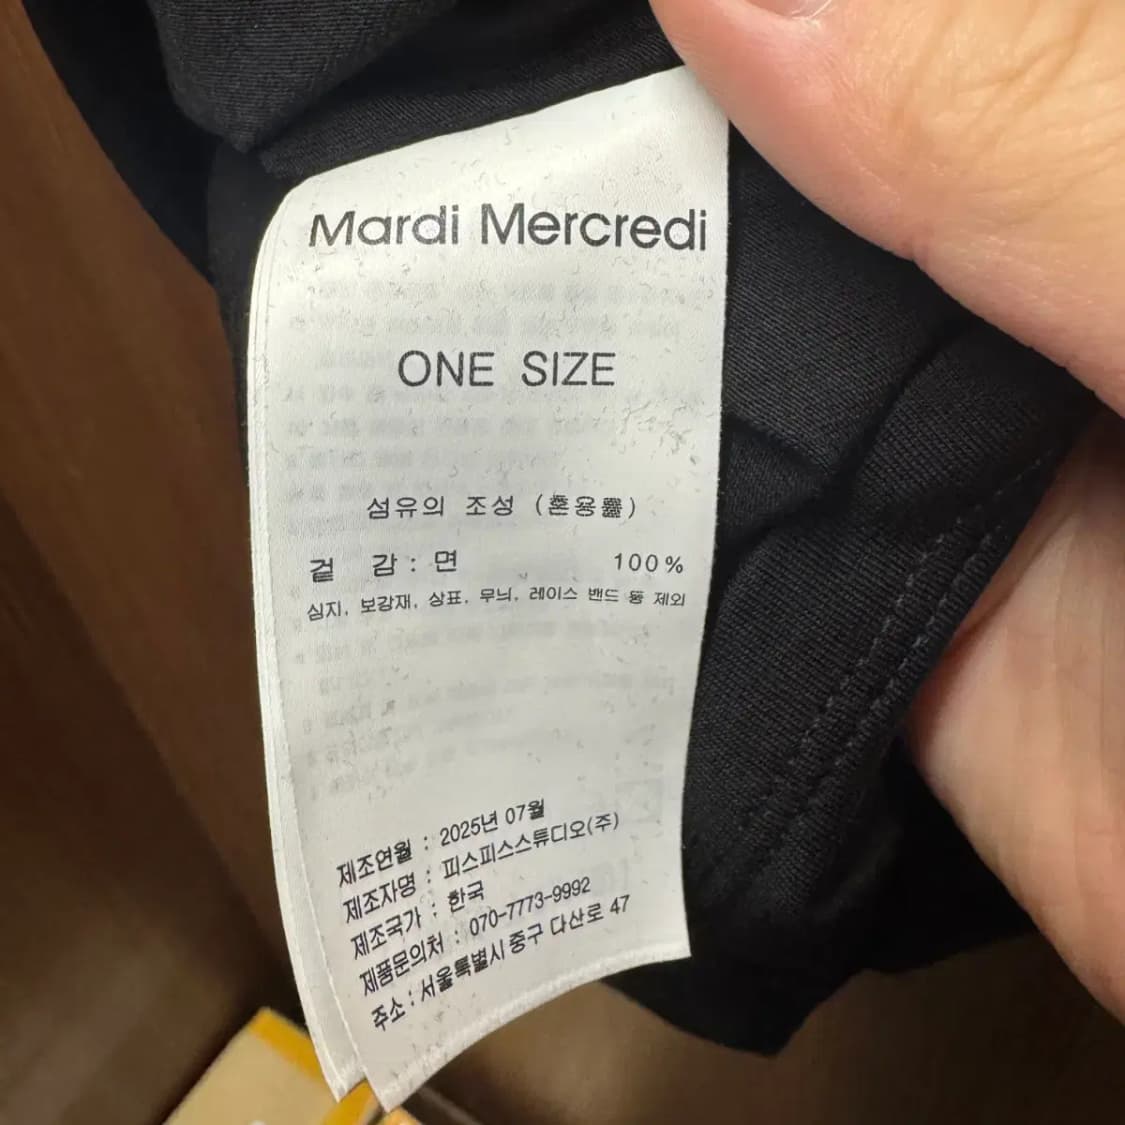 Mardi Mercredi
ONE SIZE
섬유의 조성 (혼용률)
겉 감 : 면 100%
심지, 보강재, 상표, 무늬, 레이스 밴드 등 제외
제조연월 : 2025년 07월
제조자명 : 피스피스스튜디오(주)
제조국가 : 한국
제품문의처 : 070-7773-9992
주소 : 서울특별시 중구 다산로 47